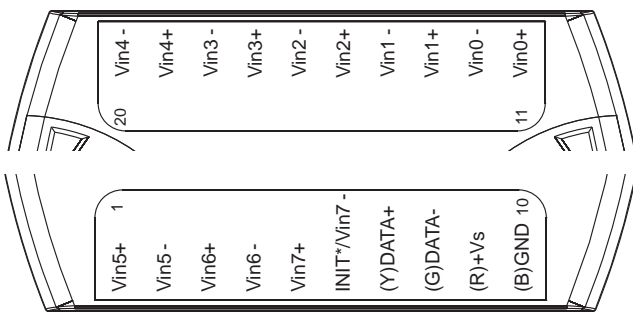 Vin4 -
Vin4+
Vin3 -
Vin3+
Vin2 -
Vin2+
Vin1 -
Vin1+
Vin0 -
Vin0+
20
11
1
10
Vin5+
Vin5 -
Vin6+
Vin6 -
Vin7+
INIT*/Vin7 -
(Y)DATA+
(G)DATA-
(R)+Vs
(B)GND